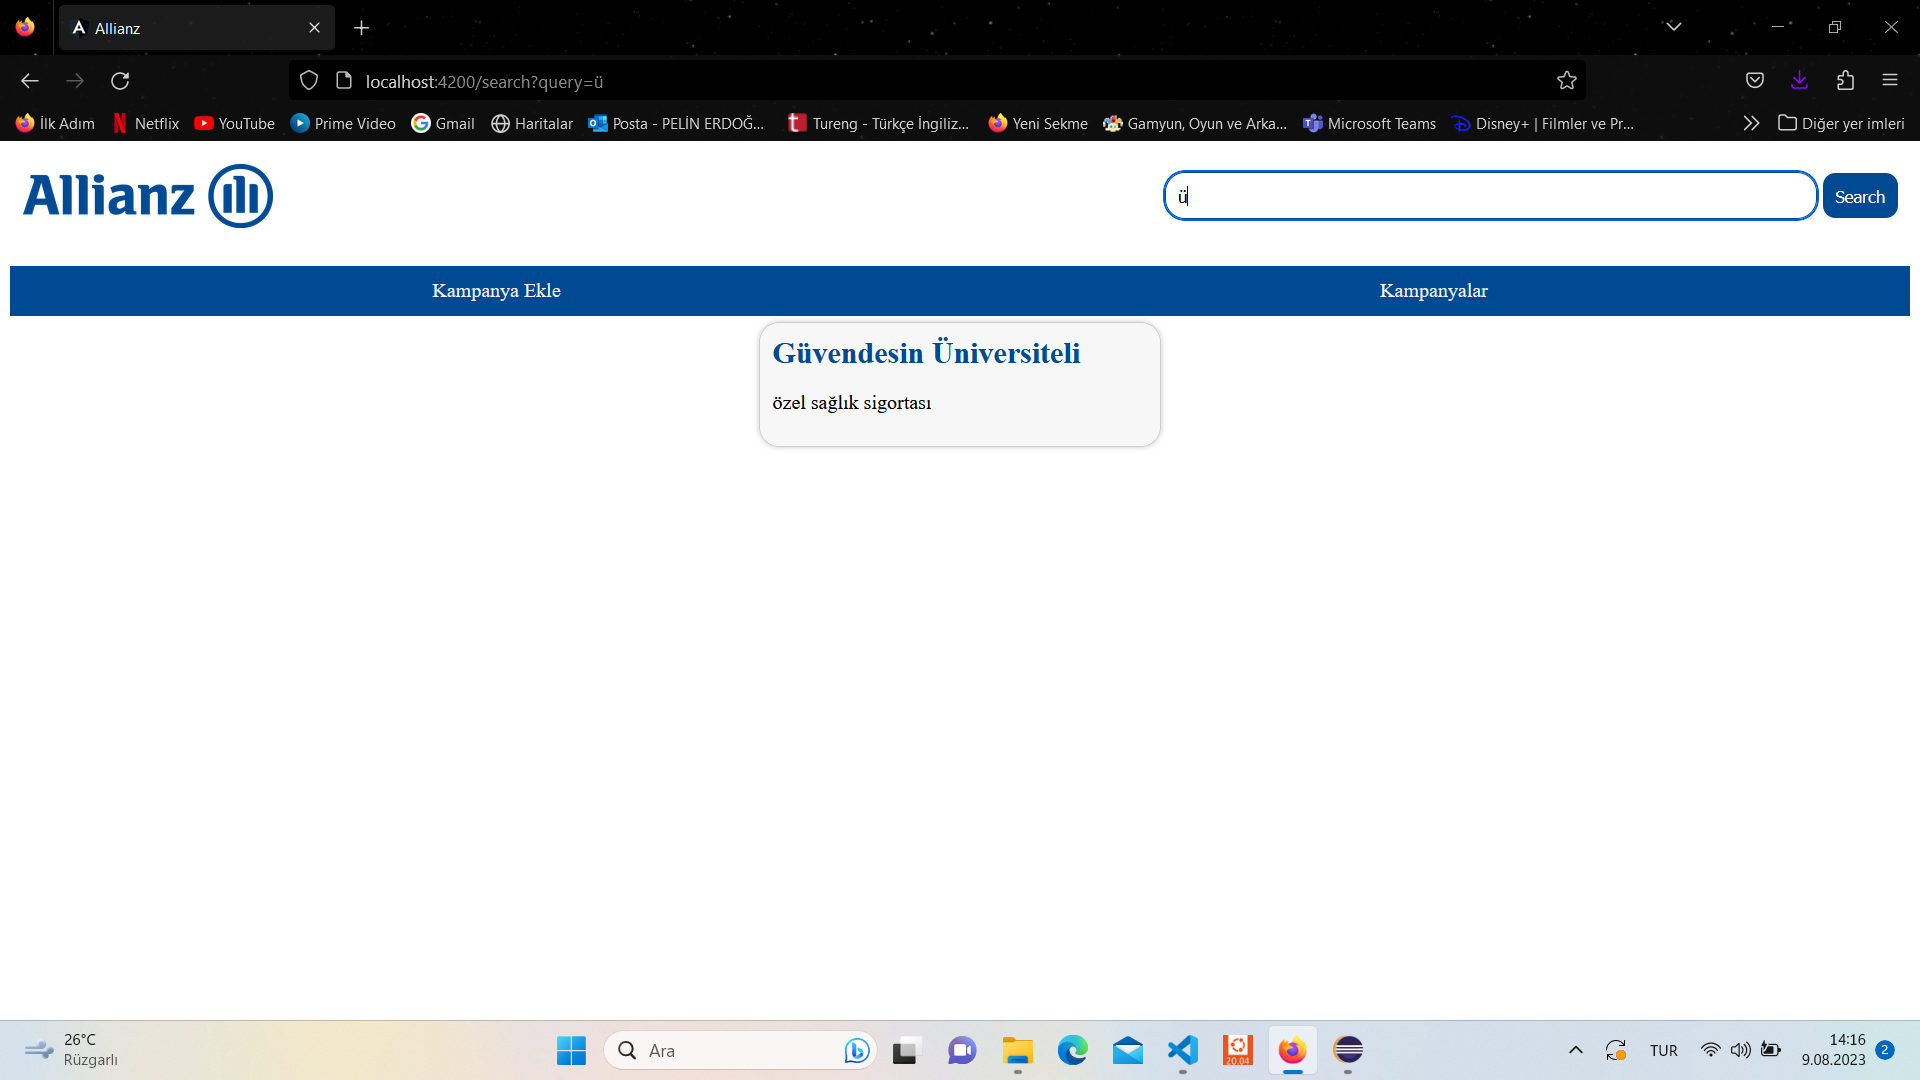 Allianz
localhost:4200/search?query=ü
İlk Adım
Netflix
YouTube
Prime Video
Gmail
Haritalar
Posta - PELİN ERDOĞ...
Tureng - Türkçe İngiliz...
Yeni Sekme
Gamyun, Oyun ve Arka...
Microsoft Teams
Disney+ | Filmler ve Pr...
Diğer yer imleri
Allianz
ü
Search
Kampanya Ekle
Kampanyalar
Güvendesin Üniversiteli
özel sağlık sigortası
26°C
Rüzgarlı
Ara
20.04
TUR
14:16
9.08.2023
2